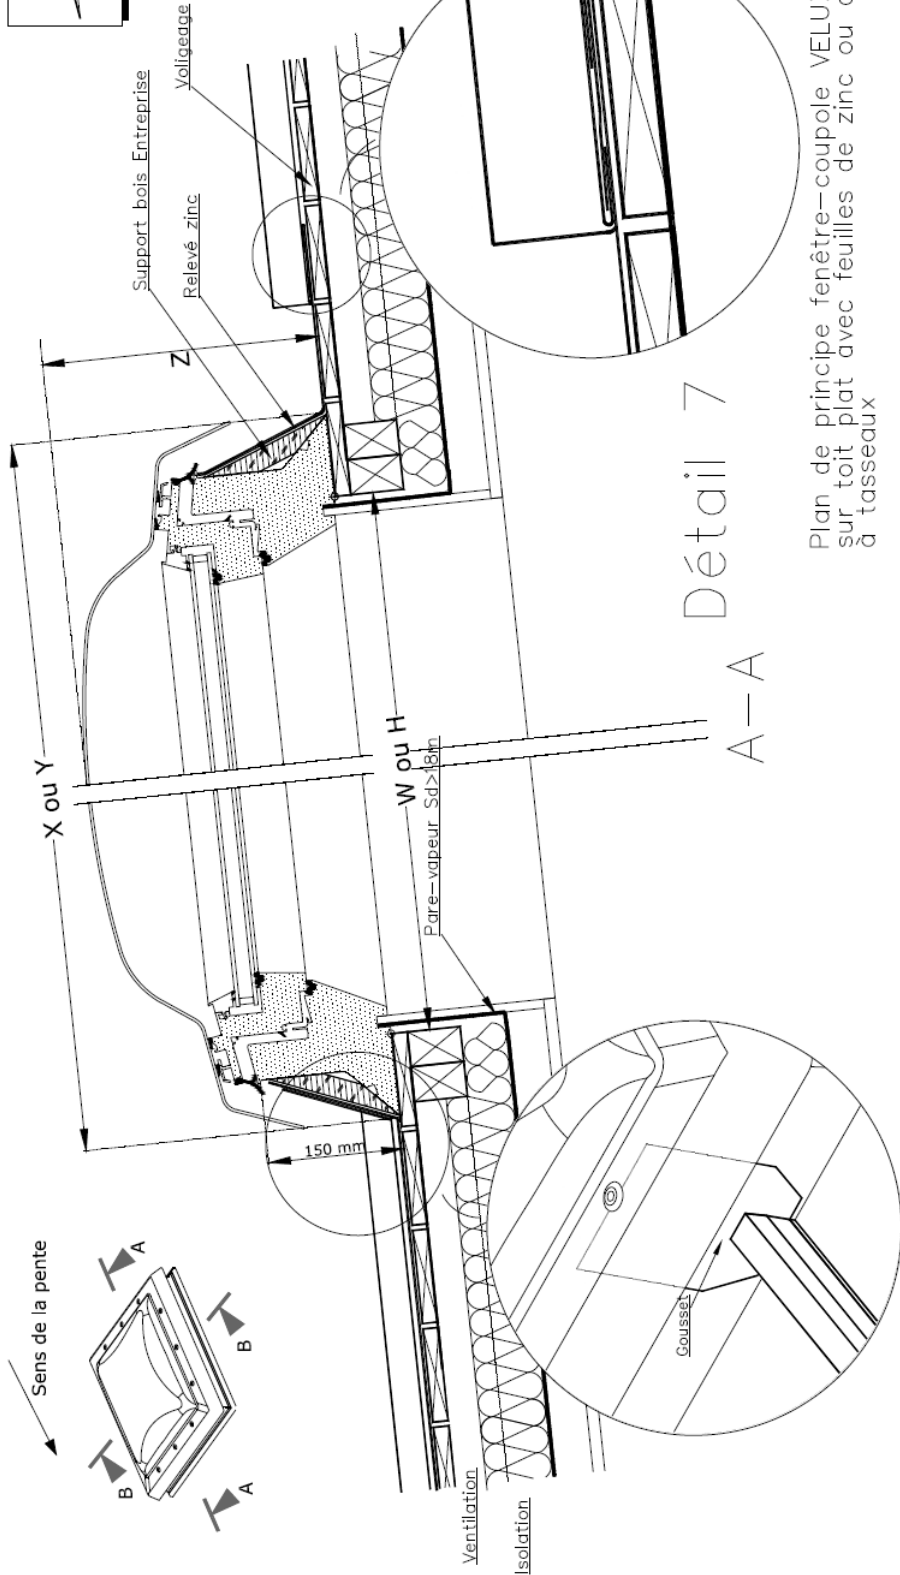 Sens de la pente
A
B
B
A
X ou Y
Z
Support bois Entreprise
Relevé zinc
Voligeage
150 mm
W ou H
Pare-vapeur Sd>18m
Ventilation
Isolation
Gousset
A-A
Détail 7
Plan de principe fenêtre-coupole
sur toit plat avec feuilles de zinc ou
à tasseaux